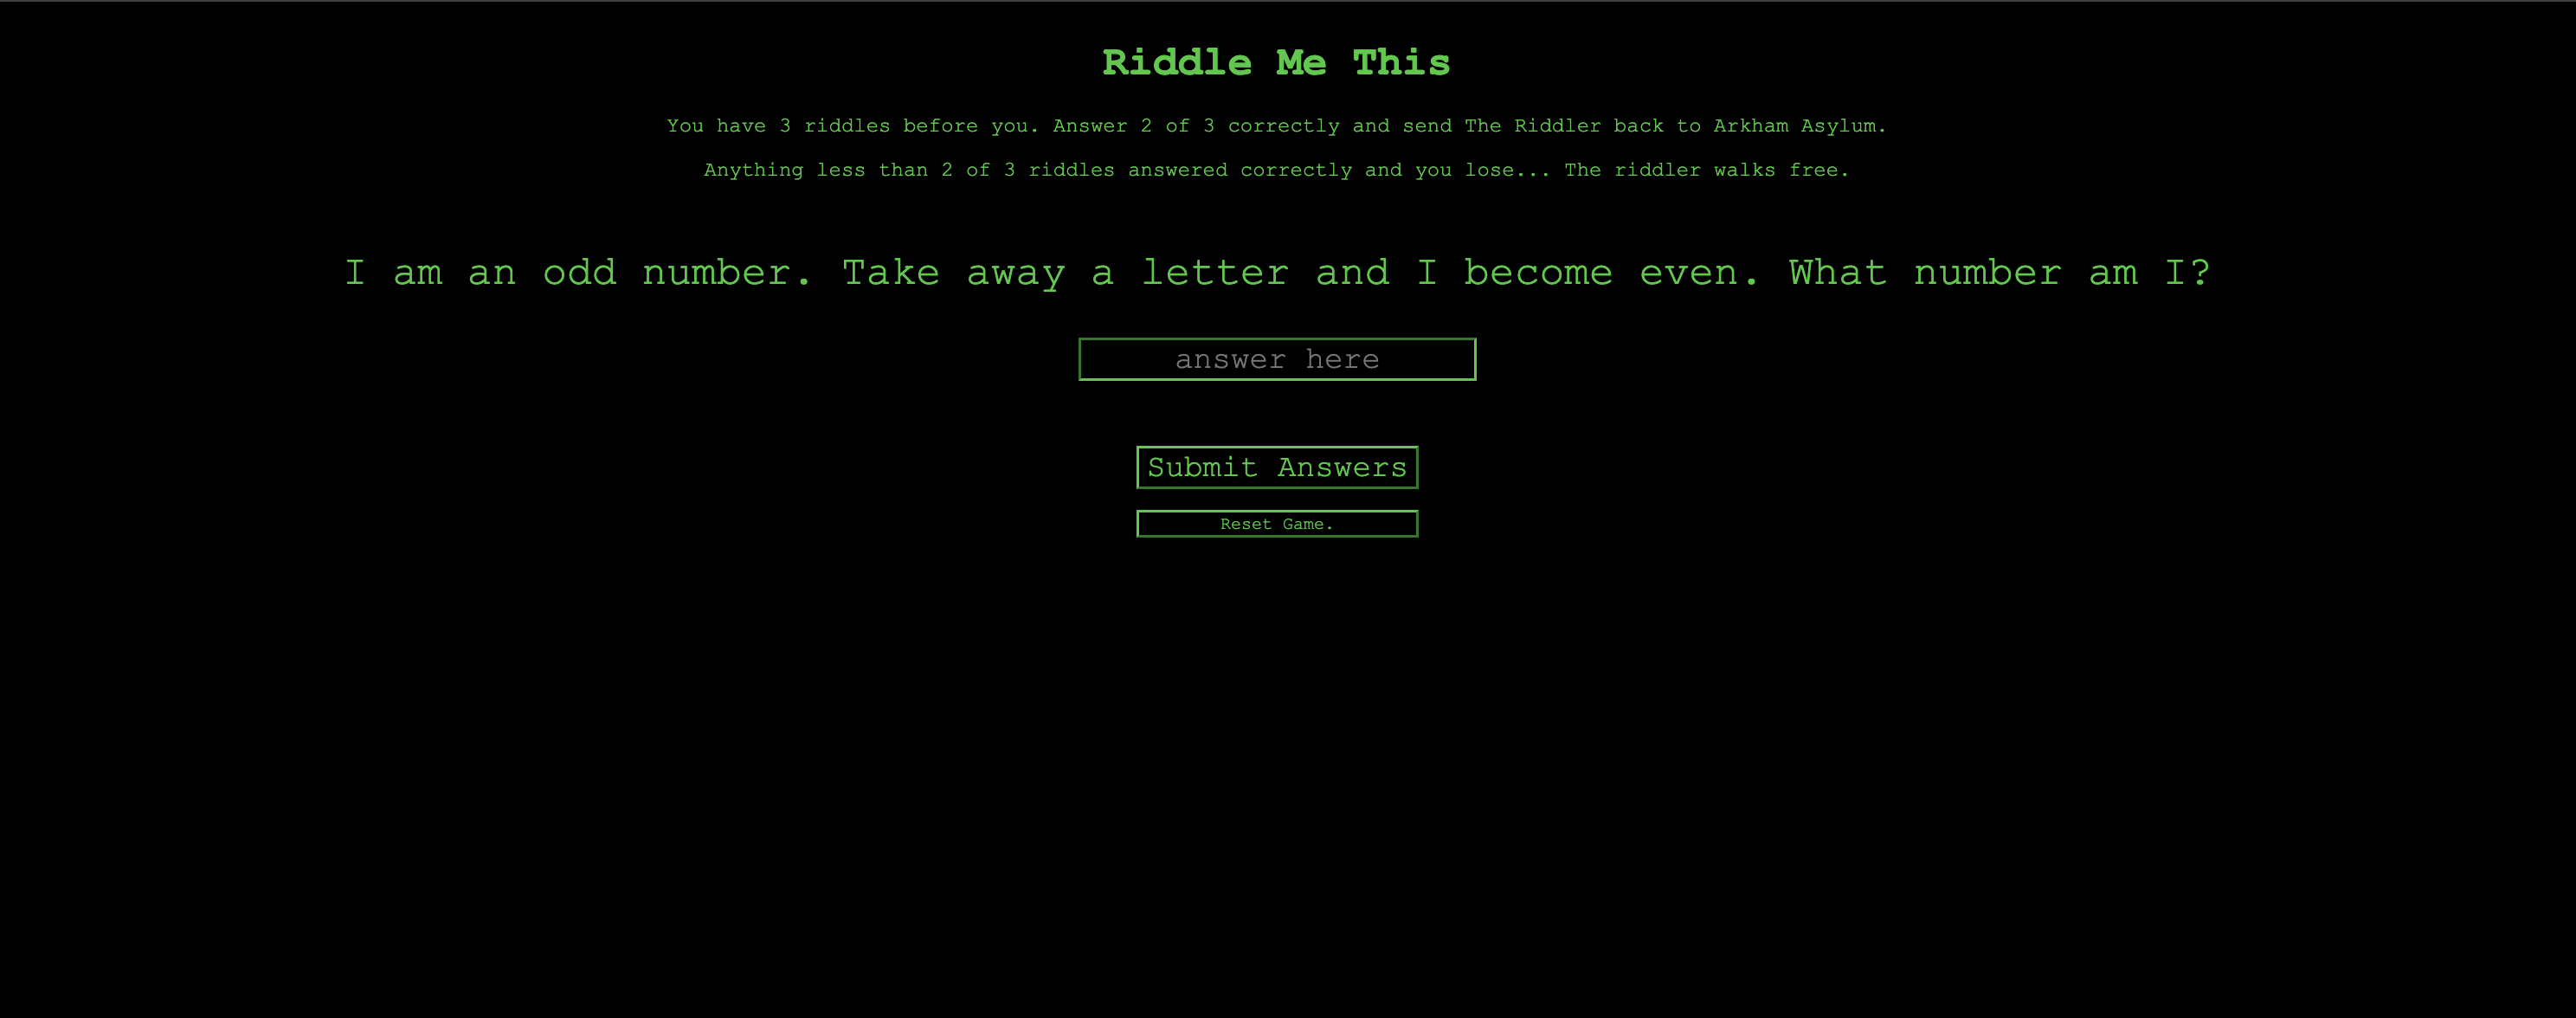 Riddle Me This
You have 3 riddles before you. Answer 2 of 3 correctly and send The Riddler back to Arkham Asylum.
Anything less than 2 of 3 riddles answered correctly and you lose... The riddler walks free.
I am an odd number. Take away a letter and I become even. What number am I?
answer here
Submit Answers
Reset Game.